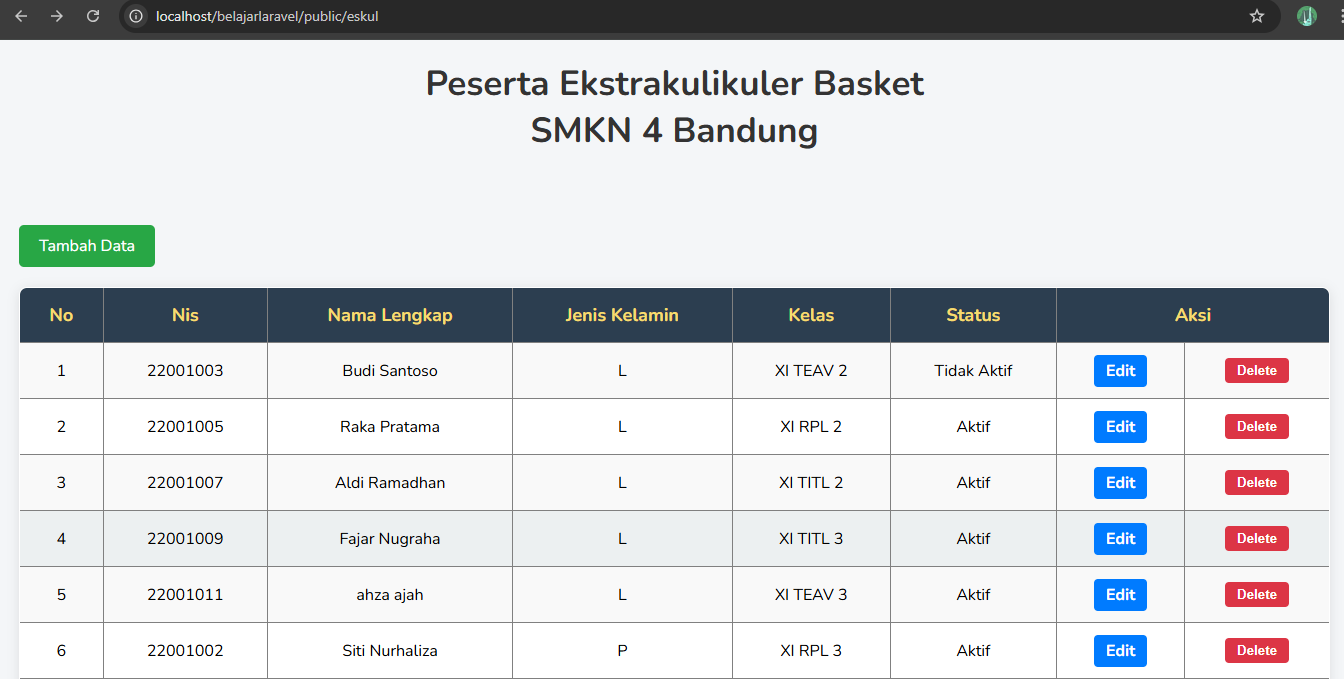 localhost/belajarlaravel/public/eskul
Peserta Ekstrakulikuler Basket
SMKN 4 Bandung
Tambah Data
No Nis Nama Lengkap Jenis Kelamin Kelas Status Aksi
1 22001003 Budi Santoso L XI TEAV 2 Tidak Aktif Edit Delete
2 22001005 Raka Pratama L XI RPL 2 Aktif Edit Delete
3 22001007 Aldi Ramadhan L XI TITL 2 Aktif Edit Delete
4 22001009 Fajar Nugraha L XI TITL 3 Aktif Edit Delete
5 22001011 ahza ajah L XI TEAV 3 Aktif Edit Delete
6 22001002 Siti Nurhaliza P XI RPL 3 Aktif Edit Delete